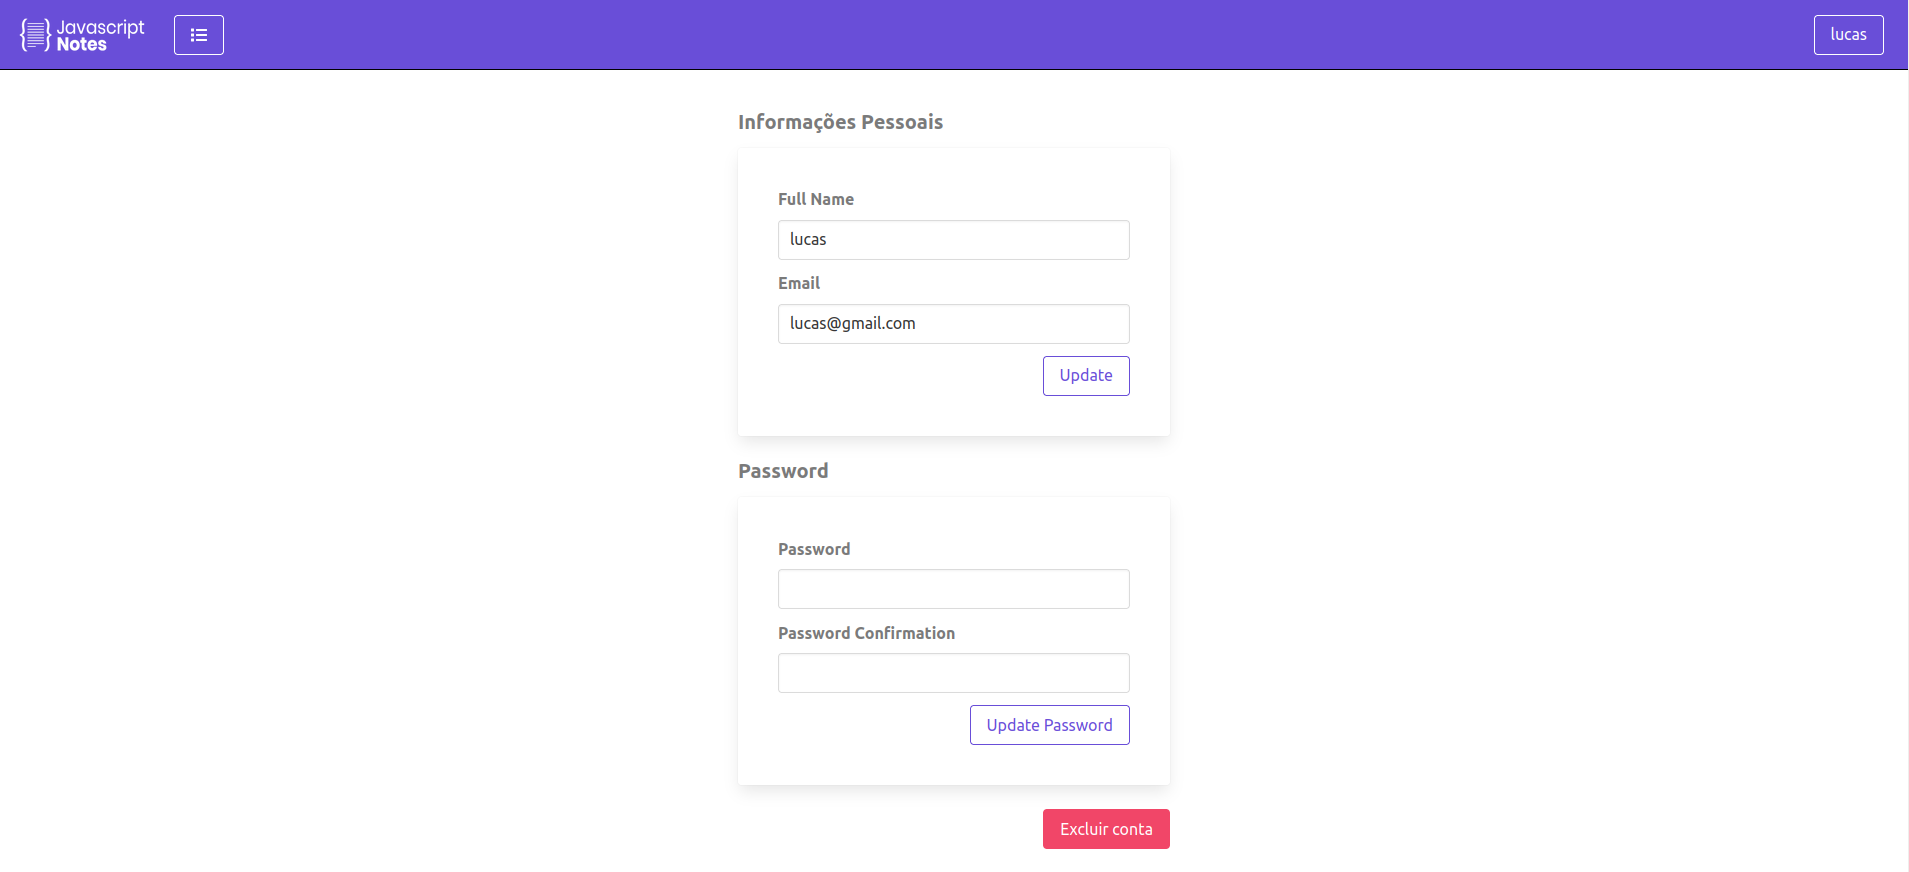 Javascript
Notes
lucas
Informações Pessoais
Full Name
lucas
Email
lucas@gmail.com
Update
Password
Password
Password Confirmation
Update Password
Excluir conta